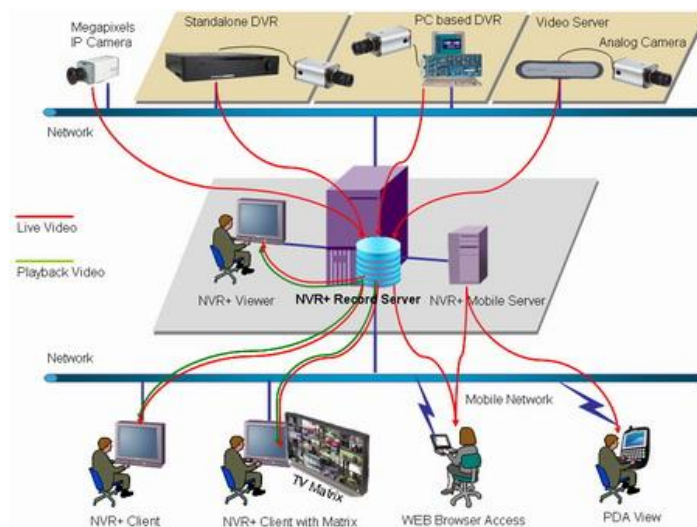 Megapixels
IP Camera
Standalone DVR
PC based DVR
Video Server
Analog Camera
Network
Live Video
Playback Video
NVR+ Viewer
NVR+ Record Server
NVR+ Mobile Server
Network
Mobile Network
TV Matrix
NVR+ Client
NVR+ Client with Matrix
WEB Browser Access
PDA View